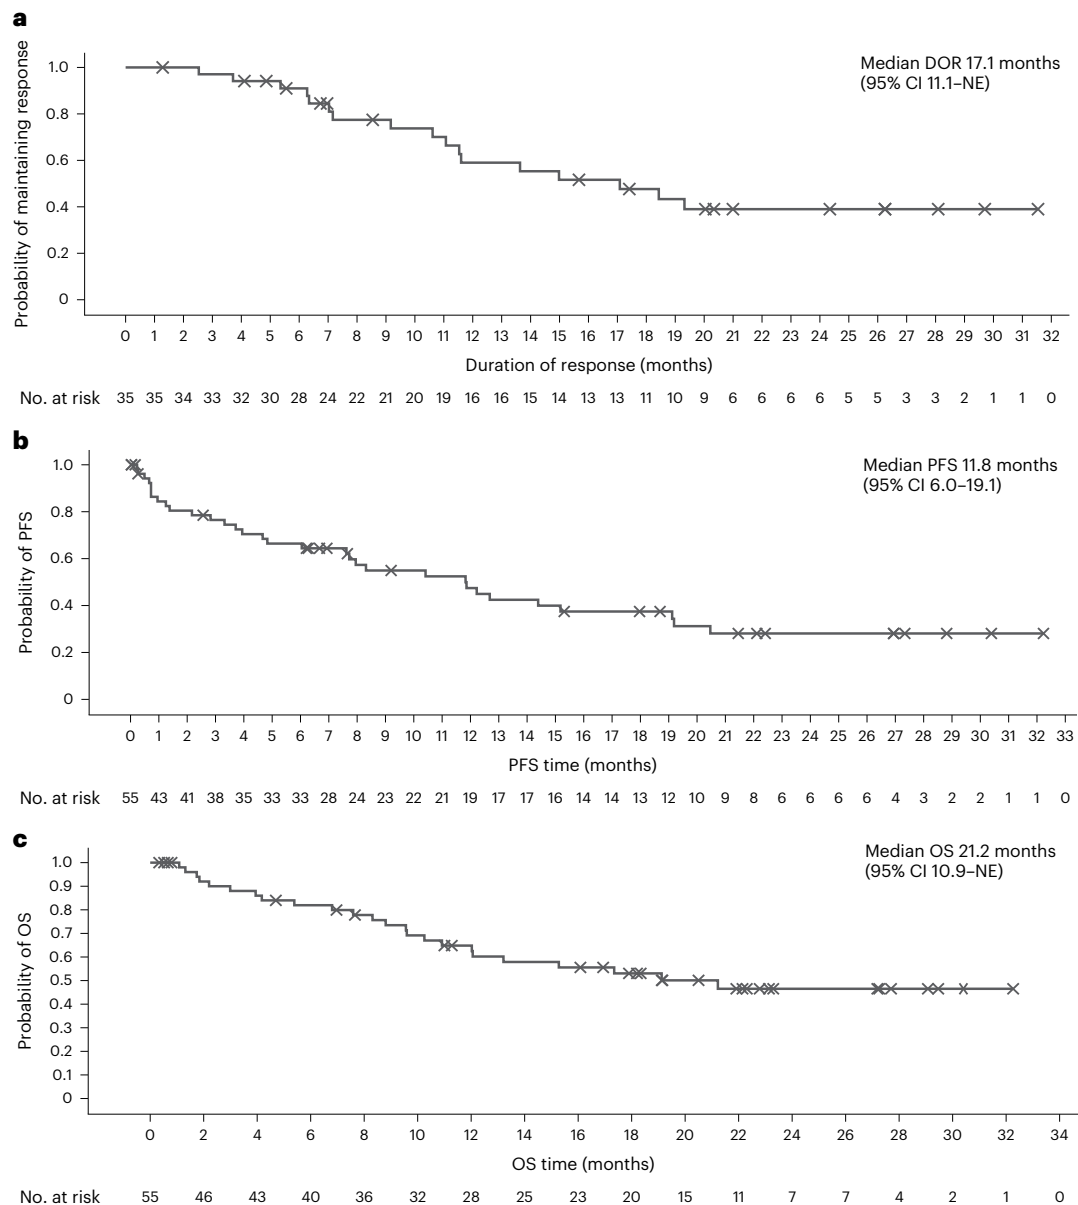 a
Probability of maintaining response
1.0
0.8
0.6
0.4
0.2
0
Median DOR 17.1 months
(95% CI 11.1–NE)
0 1 2 3 4 5 6 7 8 9 10 11 12 13 14 15 16 17 18 19 20 21 22 23 24 25 26 27 28 29 30 31 32
Duration of response (months)
No. at risk 35 35 34 33 32 30 28 24 22 21 20 19 16 16 15 14 13 13 11 10 9 6 6 6 6 5 5 3 3 2 1 1 0
b
Probability of PFS
1.0
0.8
0.6
0.4
0.2
0
Median PFS 11.8 months
(95% CI 6.0–19.1)
0 1 2 3 4 5 6 7 8 9 10 11 12 13 14 15 16 17 18 19 20 21 22 23 24 25 26 27 28 29 30 31 32 33
PFS time (months)
No. at risk 55 43 41 38 35 33 33 28 24 23 22 21 19 17 17 16 14 14 13 12 10 9 8 6 6 6 6 4 3 2 2 1 1 0
c
Probability of OS
1.0
0.9
0.8
0.7
0.6
0.5
0.4
0.3
0.2
0.1
0
Median OS 21.2 months
(95% CI 10.9–NE)
0 2 4 6 8 10 12 14 16 18 20 22 24 26 28 30 32 34
OS time (months)
No. at risk 55 46 43 40 36 32 28 25 23 20 15 11 7 7 4 2 1 0